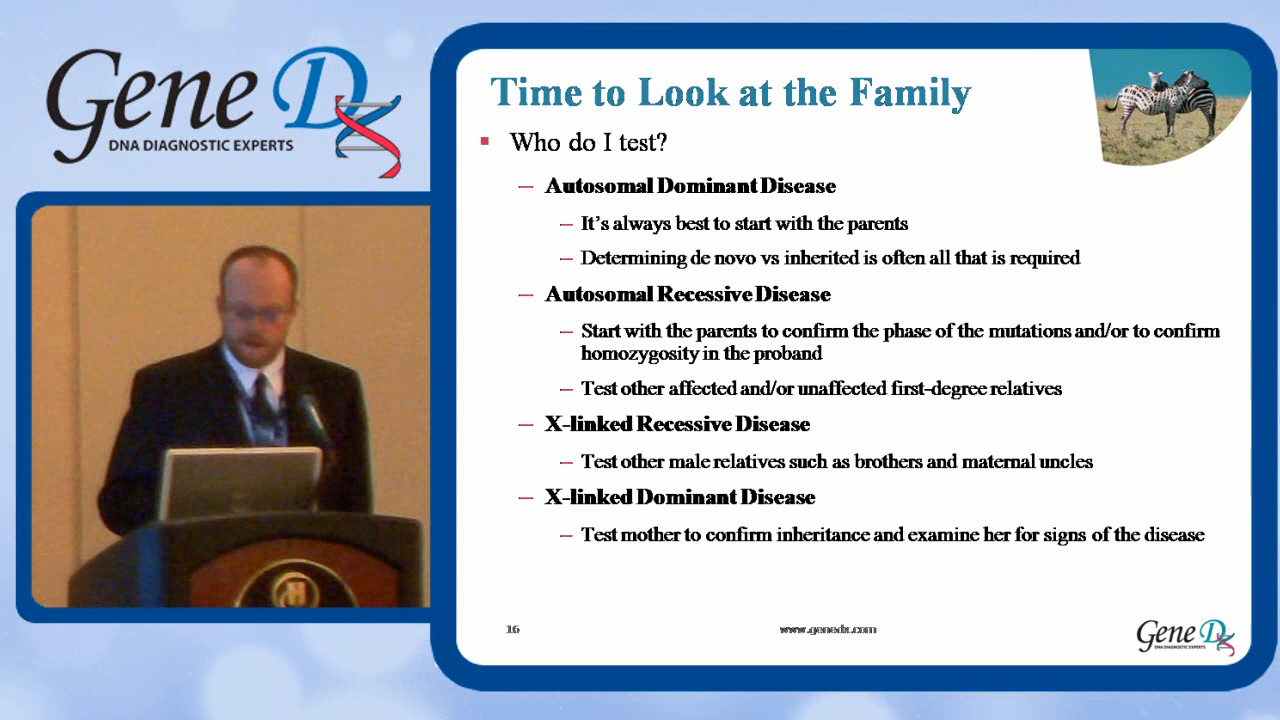 Gene Dx
DNA DIAGNOSTIC EXPERTS
Time to Look at the Family
Who do I test?
– Autosomal Dominant Disease
– It's always best to start with the parents
– Determining de novo vs inherited is often all that is required
– Autosomal Recessive Disease
– Start with the parents to confirm the phase of the mutations and/or to confirm
homozygosity in the proband
– Test other affected and/or unaffected first-degree relatives
– X-linked Recessive Disease
– Test other male relatives such as brothers and maternal uncles
– X-linked Dominant Disease
– Test mother to confirm inheritance and examine her for signs of the disease
16
www.genedx.com
Gene Dx
DNA DIAGNOSTIC EXPERTS
H